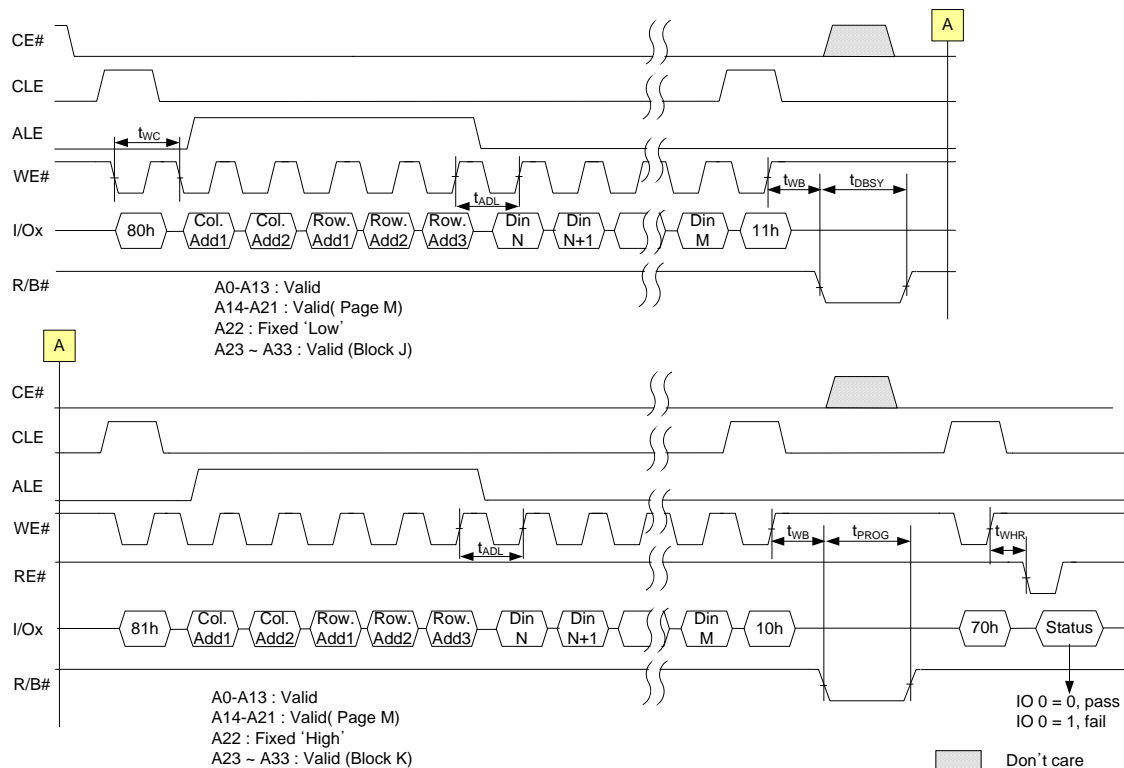 CE#
A
CLE
ALE
tWC
WE#
tADL
tWB
tDBSY
I/Ox
80h
Col. Add1
Col. Add2
Row. Add1
Row. Add2
Row. Add3
Din N
Din N+1
Din M
11h
R/B#
A0-A13 : Valid
A14-A21 : Valid( Page M)
A22 : Fixed ‘Low’
A23 ~ A33 : Valid (Block J)
A
CE#
CLE
ALE
WE#
tADL
tWB
tPROG
tWHR
RE#
I/Ox
81h
Col. Add1
Col. Add2
Row. Add1
Row. Add2
Row. Add3
Din N
Din N+1
Din M
10h
70h
Status
R/B#
A0-A13 : Valid
A14-A21 : Valid( Page M)
A22 : Fixed ‘High’
A23 ~ A33 : Valid (Block K)
IO 0 = 0, pass
IO 0 = 1, fail
Don’t care